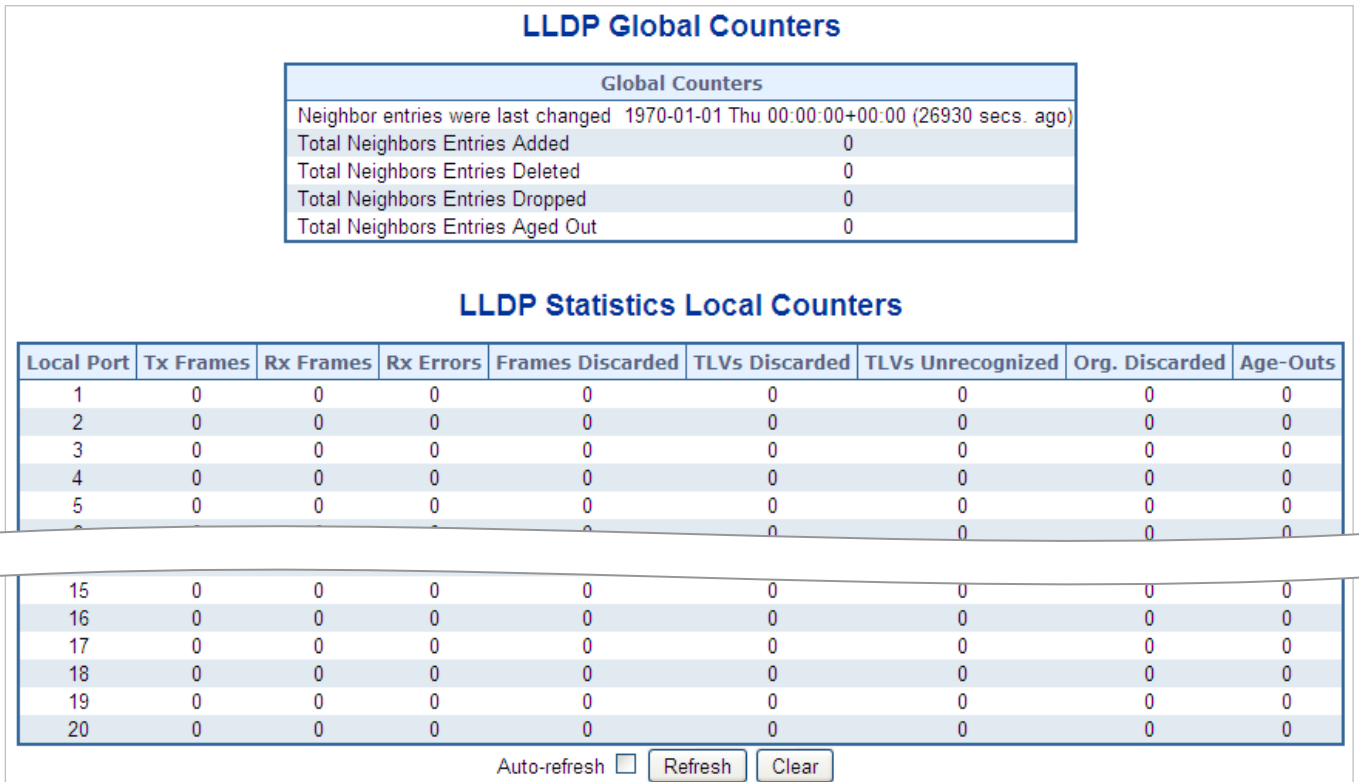 LLDP Global Counters
Global Counters
Neighbor entries were last changed 1970-01-01 Thu 00:00:00+00:00 (26930 secs. ago)
Total Neighbors Entries Added 0
Total Neighbors Entries Deleted 0
Total Neighbors Entries Dropped 0
Total Neighbors Entries Aged Out 0
LLDP Statistics Local Counters
Local Port Tx Frames Rx Frames Rx Errors Frames Discarded TLVs Discarded TLVs Unrecognized Org. Discarded Age-Outs
1 0 0 0 0 0 0 0 0
2 0 0 0 0 0 0 0 0
3 0 0 0 0 0 0 0 0
4 0 0 0 0 0 0 0 0
5 0 0 0 0 0 0 0 0
0 0 0 0
15 0 0 0 0 0 0 0 0
16 0 0 0 0 0 0 0 0
17 0 0 0 0 0 0 0 0
18 0 0 0 0 0 0 0 0
19 0 0 0 0 0 0 0 0
20 0 0 0 0 0 0 0 0
Auto-refresh Refresh Clear